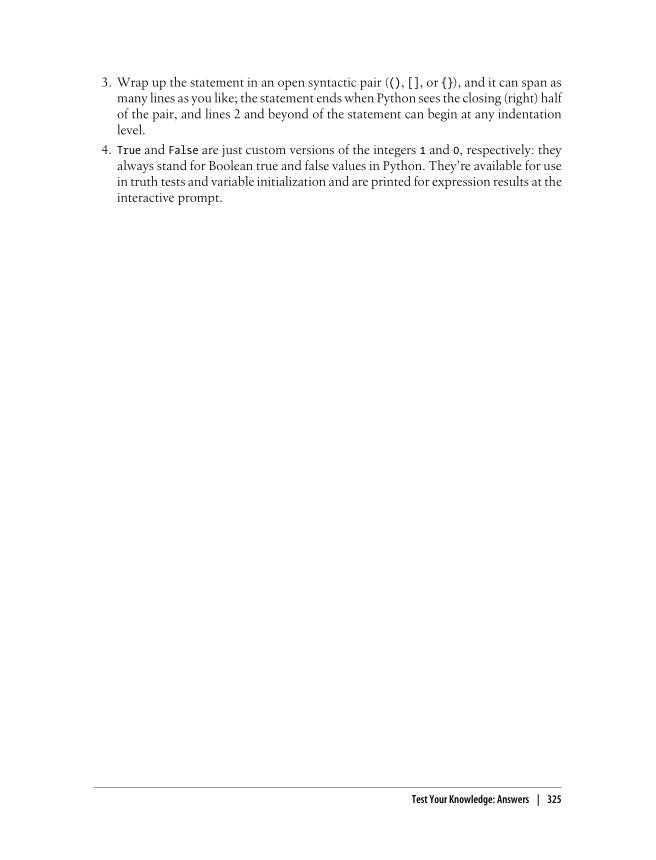 3. Wrap up the statement in an open syntactic pair ((), [], or {}), and it can span as
many lines as you like; the statement ends when Python sees the closing (right) half
of the pair, and lines 2 and beyond of the statement can begin at any indentation
level.
4. True and False are just custom versions of the integers 1 and 0, respectively: they
always stand for Boolean true and false values in Python. They’re available for use
in truth tests and variable initialization and are printed for expression results at the
interactive prompt.
Test Your Knowledge: Answers | 325